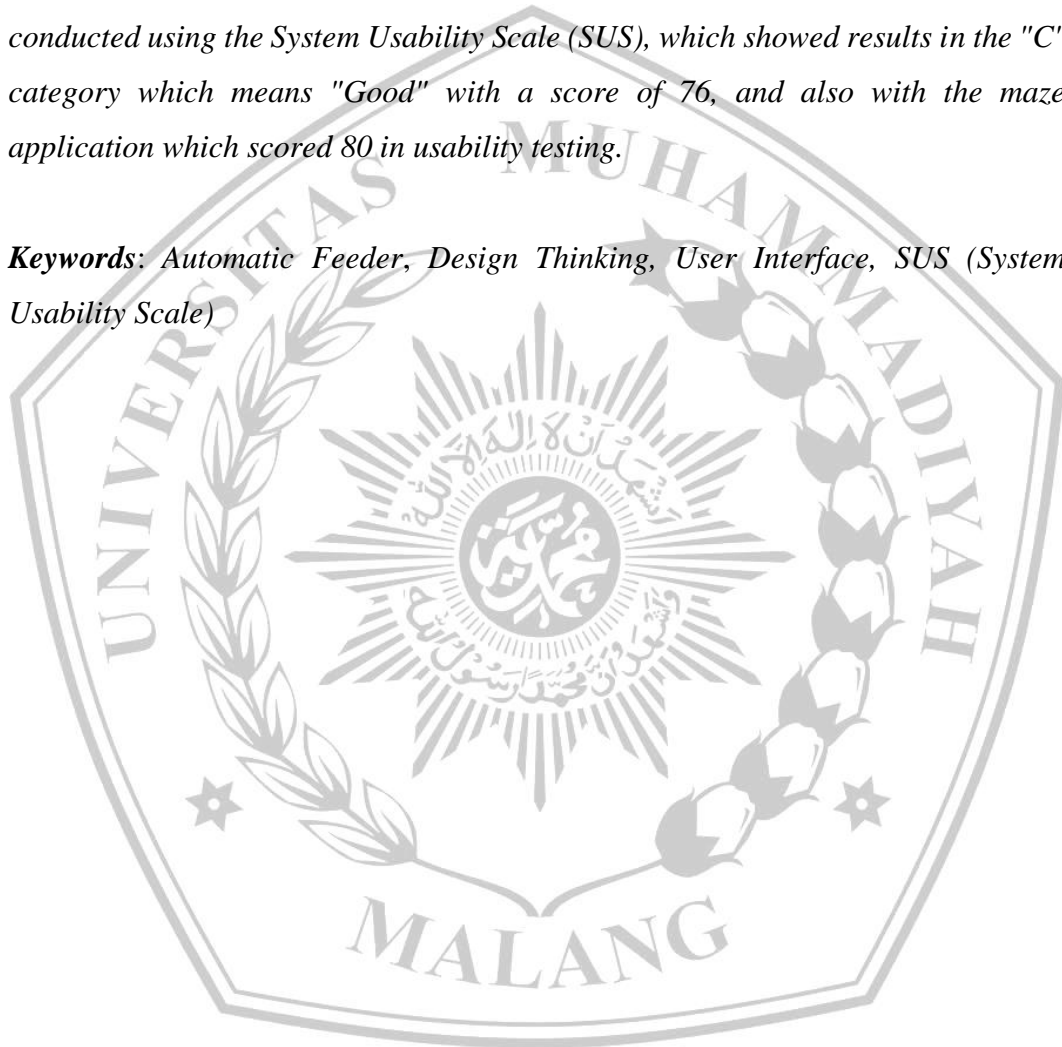 conducted using the System Usability Scale (SUS), which showed results in the "C"
category which means "Good" with a score of 76, and also with the maze
application which scored 80 in usability testing.
Keywords: Automatic Feeder, Design Thinking, User Interface, SUS (System
Usability Scale)
UNIVERSITAS MUHAMMADIYAH
MALANG